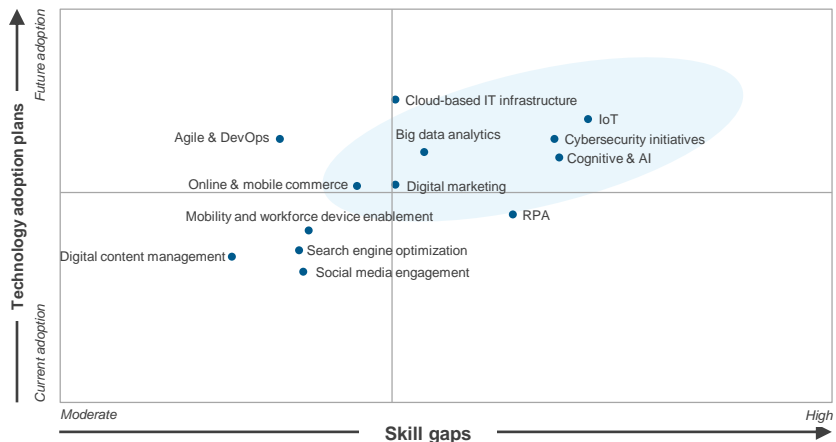 Future adoption
Technology adoption plans
Current adoption
Cloud-based IT infrastructure
IoT
Big data analytics
Agile & DevOps
Cybersecurity initiatives
Cognitive & AI
Online & mobile commerce
Digital marketing
Mobility and workforce device enablement
RPA
Search engine optimization
Digital content management
Social media engagement
Moderate
High
Skill gaps